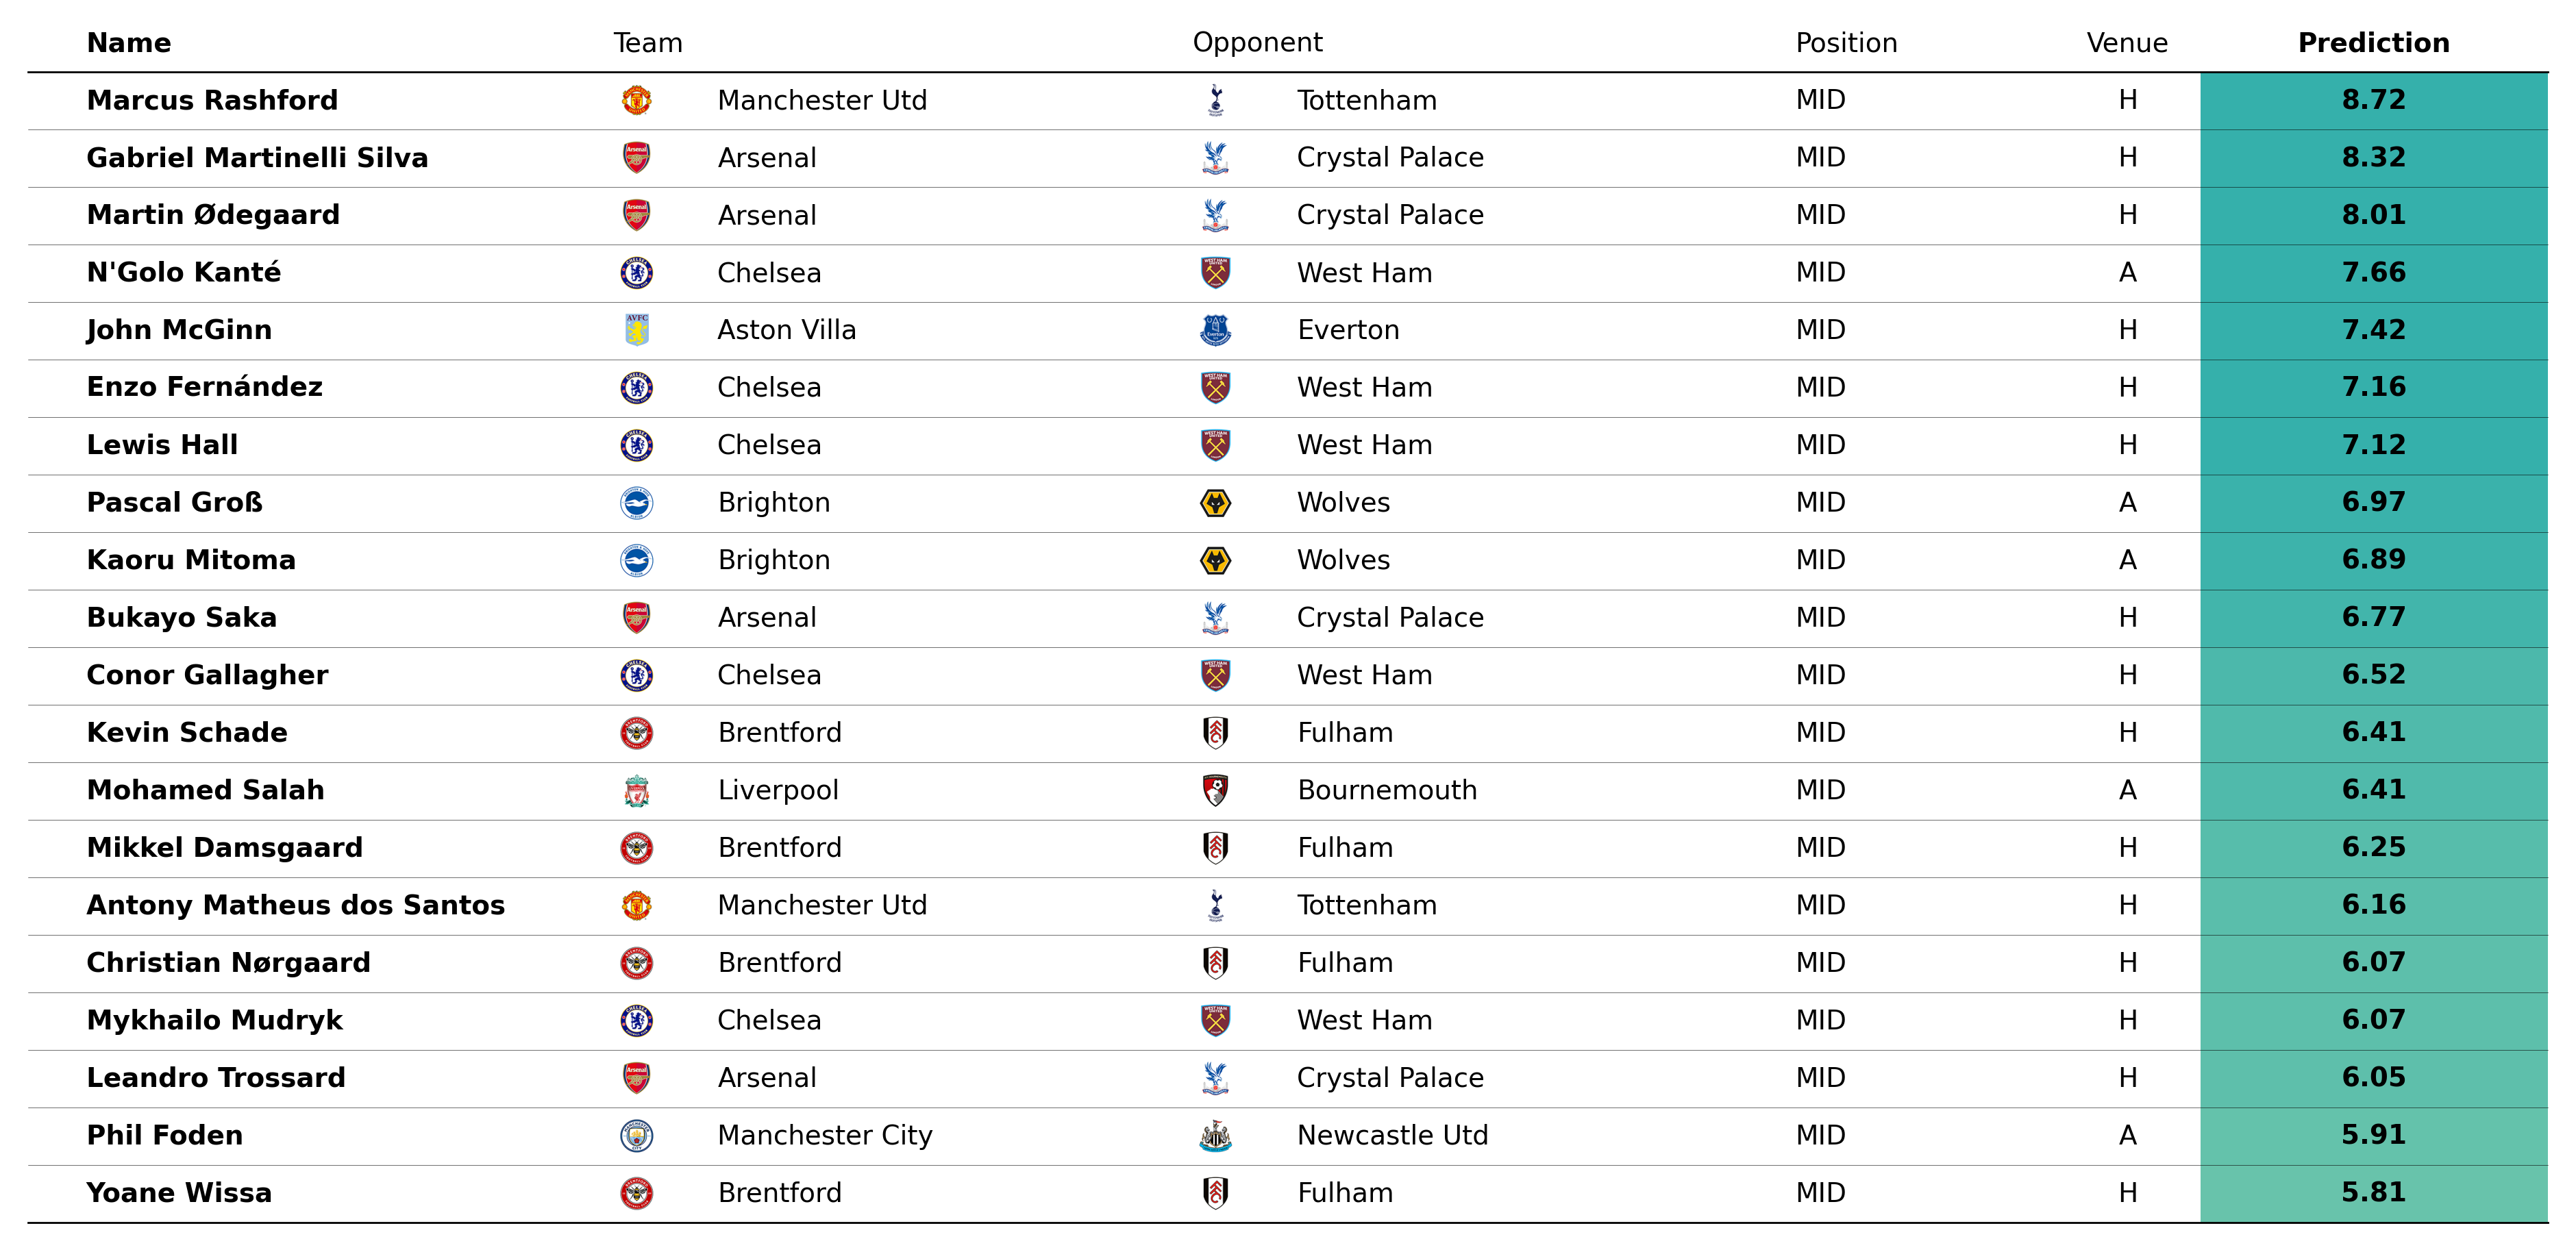 Name Team Opponent Position Venue Prediction
Marcus Rashford Manchester Utd Tottenham MID H 8.72
Gabriel Martinelli Silva Arsenal Crystal Palace MID H 8.32
Martin Ødegaard Arsenal Crystal Palace MID H 8.01
N'Golo Kanté Chelsea West Ham MID A 7.66
John McGinn Aston Villa Everton MID H 7.42
Enzo Fernández Chelsea West Ham MID H 7.16
Lewis Hall Chelsea West Ham MID H 7.12
Pascal Groß Brighton Wolves MID A 6.97
Kaoru Mitoma Brighton Wolves MID A 6.89
Bukayo Saka Arsenal Crystal Palace MID H 6.77
Conor Gallagher Chelsea West Ham MID H 6.52
Kevin Schade Brentford Fulham MID H 6.41
Mohamed Salah Liverpool Bournemouth MID A 6.41
Mikkel Damsgaard Brentford Fulham MID H 6.25
Antony Matheus dos Santos Manchester Utd Tottenham MID H 6.16
Christian Nørgaard Brentford Fulham MID H 6.07
Mykhailo Mudryk Chelsea West Ham MID H 6.07
Leandro Trossard Arsenal Crystal Palace MID H 6.05
Phil Foden Manchester City Newcastle Utd MID A 5.91
Yoane Wissa Brentford Fulham MID H 5.81